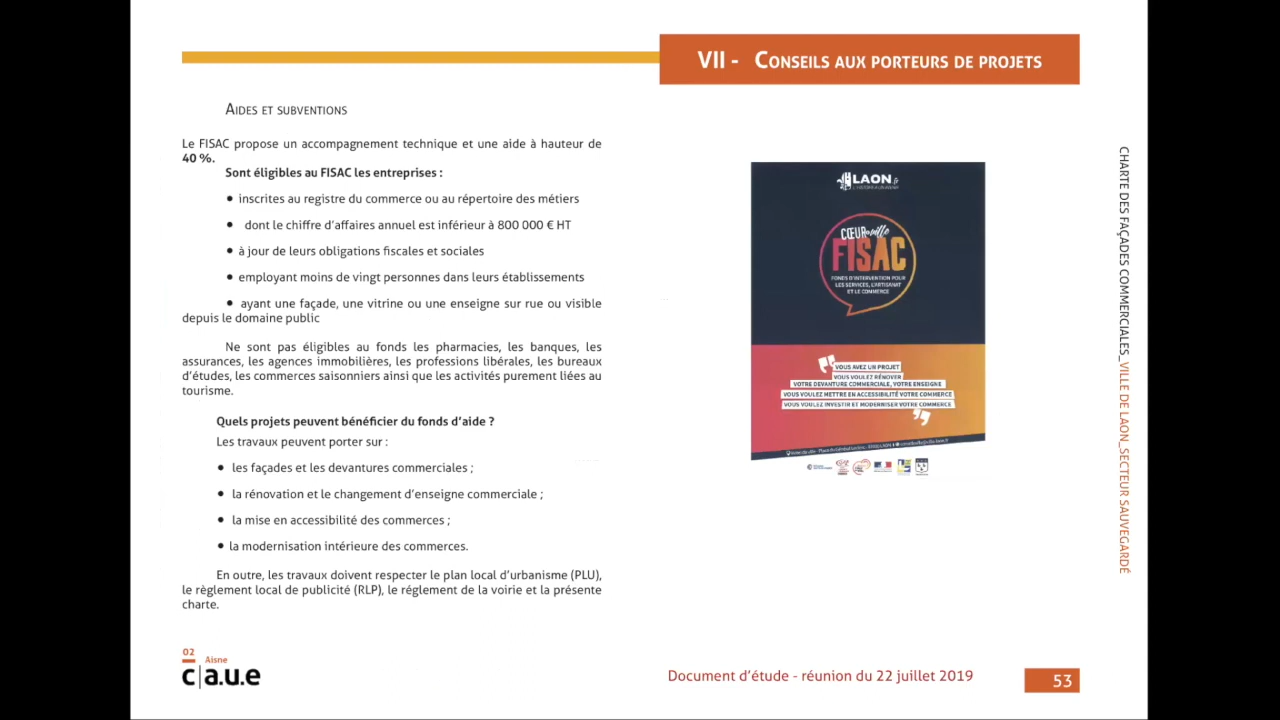 VII - CONSEILS AUX PORTEURS DE PROJETS
AIDES ET SUBVENTIONS
Le FISAC propose un accompagnement technique et une aide à hauteur de
40 %.
Sont éligibles au FISAC les entreprises :
• inscrites au registre du commerce ou au répertoire des métiers
• dont le chiffre d'affaires annuel est inférieur à 800 000 € HT
• à jour de leurs obligations fiscales et sociales
• employant moins de vingt personnes dans leurs établissements
• ayant une façade, une vitrine ou une enseigne sur rue ou visible
depuis le domaine public
Ne sont pas éligibles au fonds les pharmacies, les banques, les
assurances, les agences immobilières, les professions libérales, les bureaux
d'études, les commerces saisonniers ainsi que les activités purement liées au
tourisme.
Quels projets peuvent bénéficier du fonds d'aide ?
Les travaux peuvent porter sur :
• les façades et les devantures commerciales ;
• la rénovation et le changement d'enseigne commerciale ;
• la mise en accessibilité des commerces ;
• la modernisation intérieure des commerces.
En outre, les travaux doivent respecter le plan local d'urbanisme (PLU),
le règlement local de publicité (RLP), le réglement de la voirie et la présente
charte.
LAON
CŒUR de ville
FISAC
FONDS D'INTERVENTION POUR
LES SERVICES, L'ARTISANAT
ET LE COMMERCE
VOUS AVEZ UN PROJET
VOUS VOULEZ RÉNOVER
VOTRE DEVANTURE COMMERCIALE, VOTRE ENSEIGNE
VOUS VOULEZ METTRE EN ACCESSIBILITÉ VOTRE COMMERCE
VOUS VOULEZ INVESTIR ET MODERNISER VOTRE COMMERCE
CHARTE DES FAÇADES COMMERCIALES_VILLE DE LAON_SECTEUR SAUVEGARDÉ
02
Aisne
c|a.u.e
Document d'étude - réunion du 22 juillet 2019
53